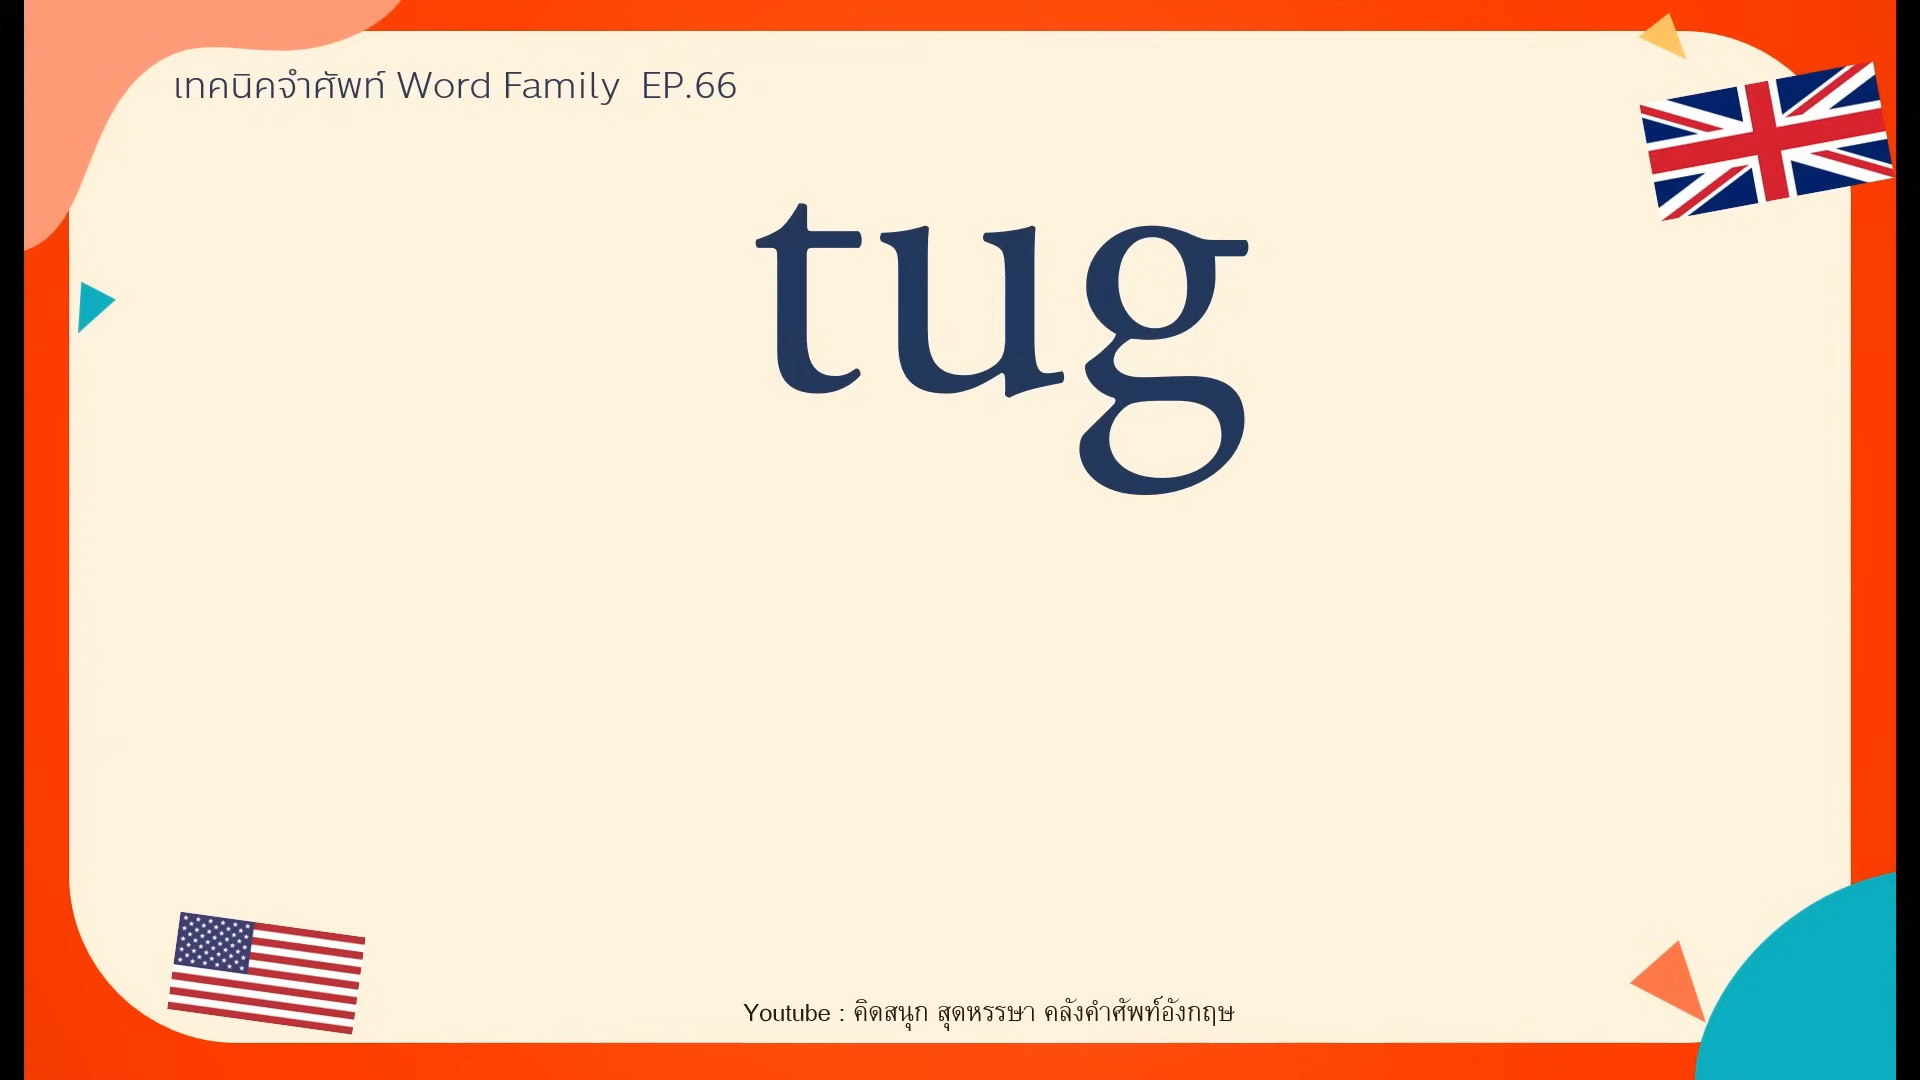 เทคนิคจำศัพท์ Word Family EP.66
tug
Youtube : คิดสนุก สุดหรรษา คลังคำศัพท์อังกฤษ